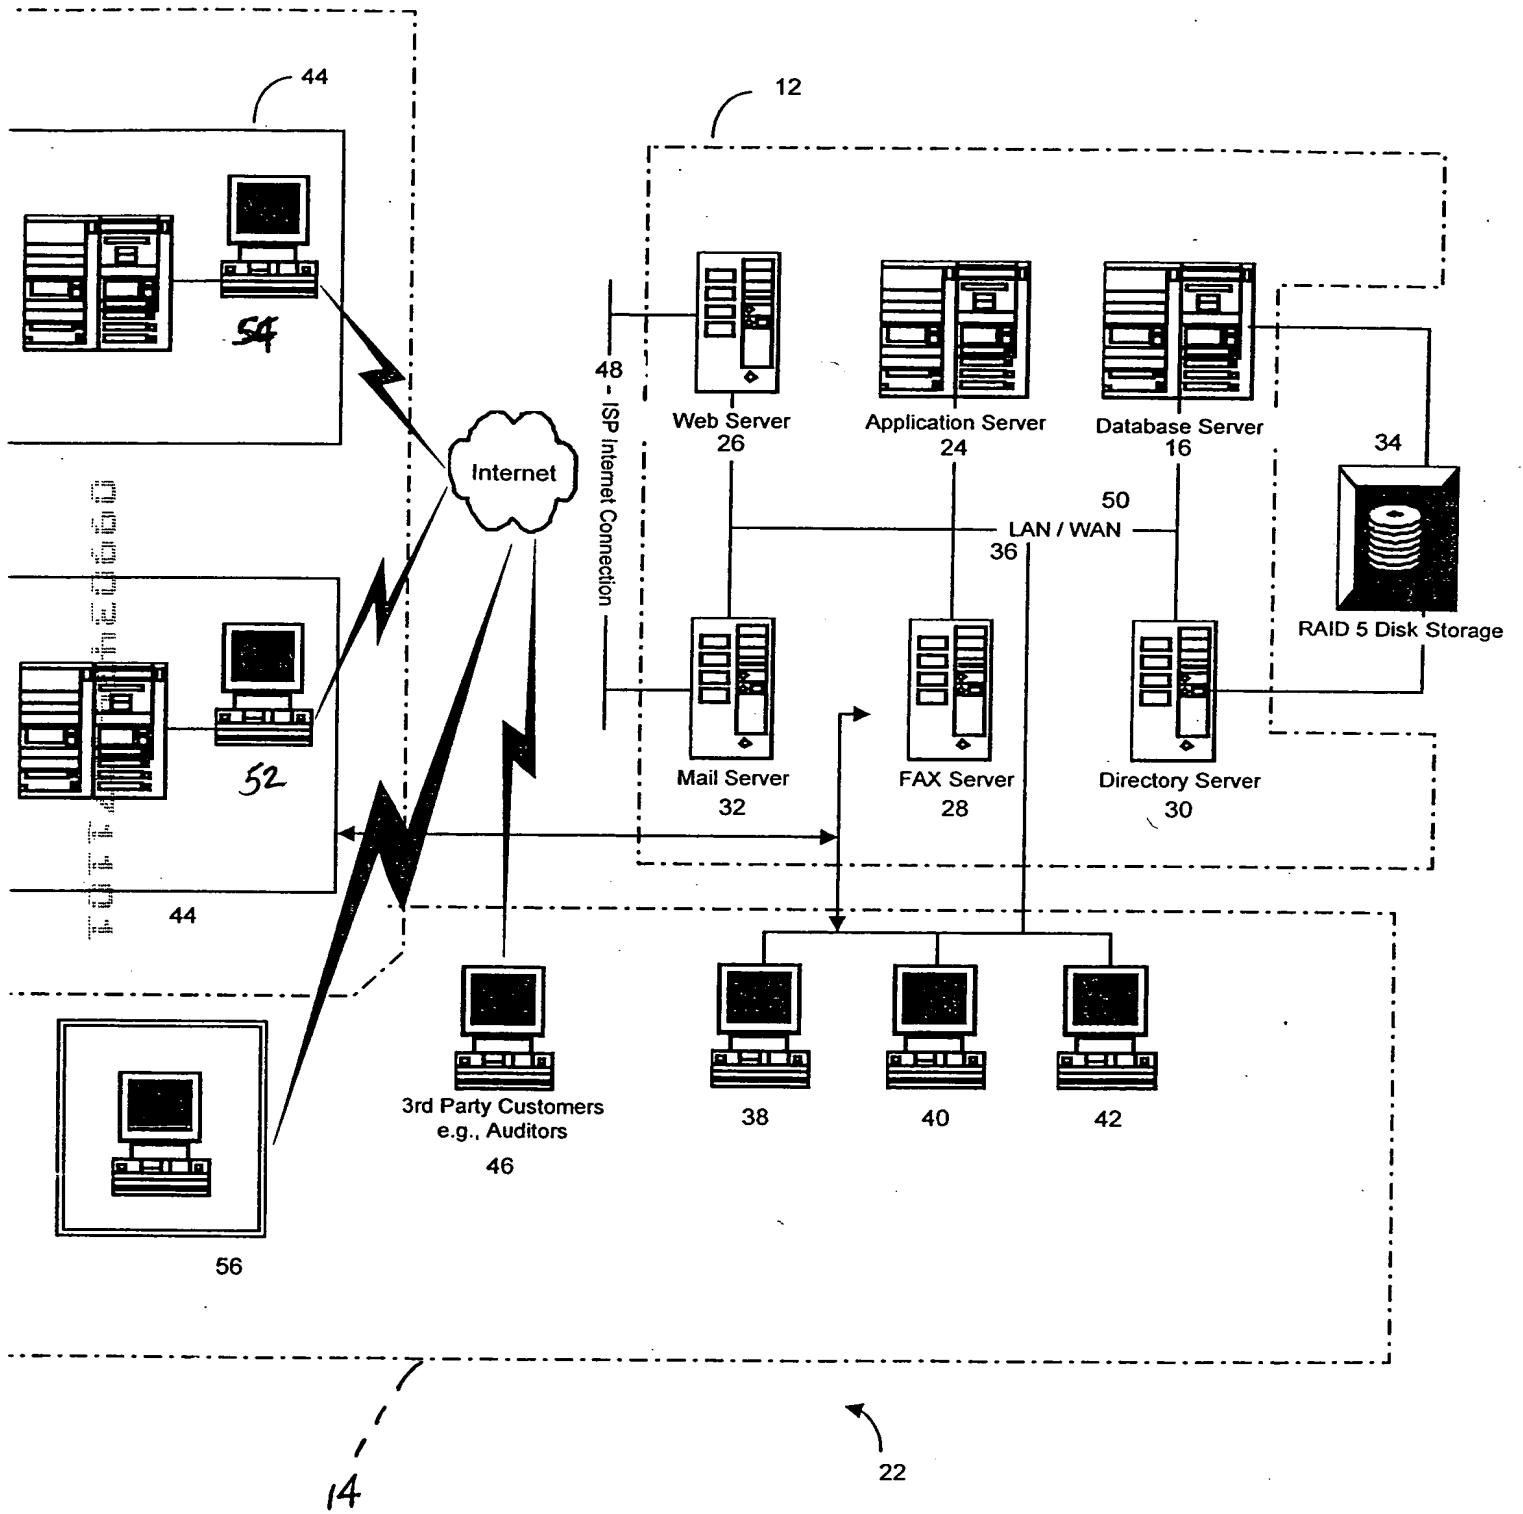 44
12
54
48 - ISP Internet Connection
Web Server
26
Application Server
24
Database Server
16
34
Internet
50
LAN / WAN
36
RAID 5 Disk Storage
52
Mail Server
32
FAX Server
28
Directory Server
30
44
3rd Party Customers
e.g., Auditors
46
38
40
42
56
14
22